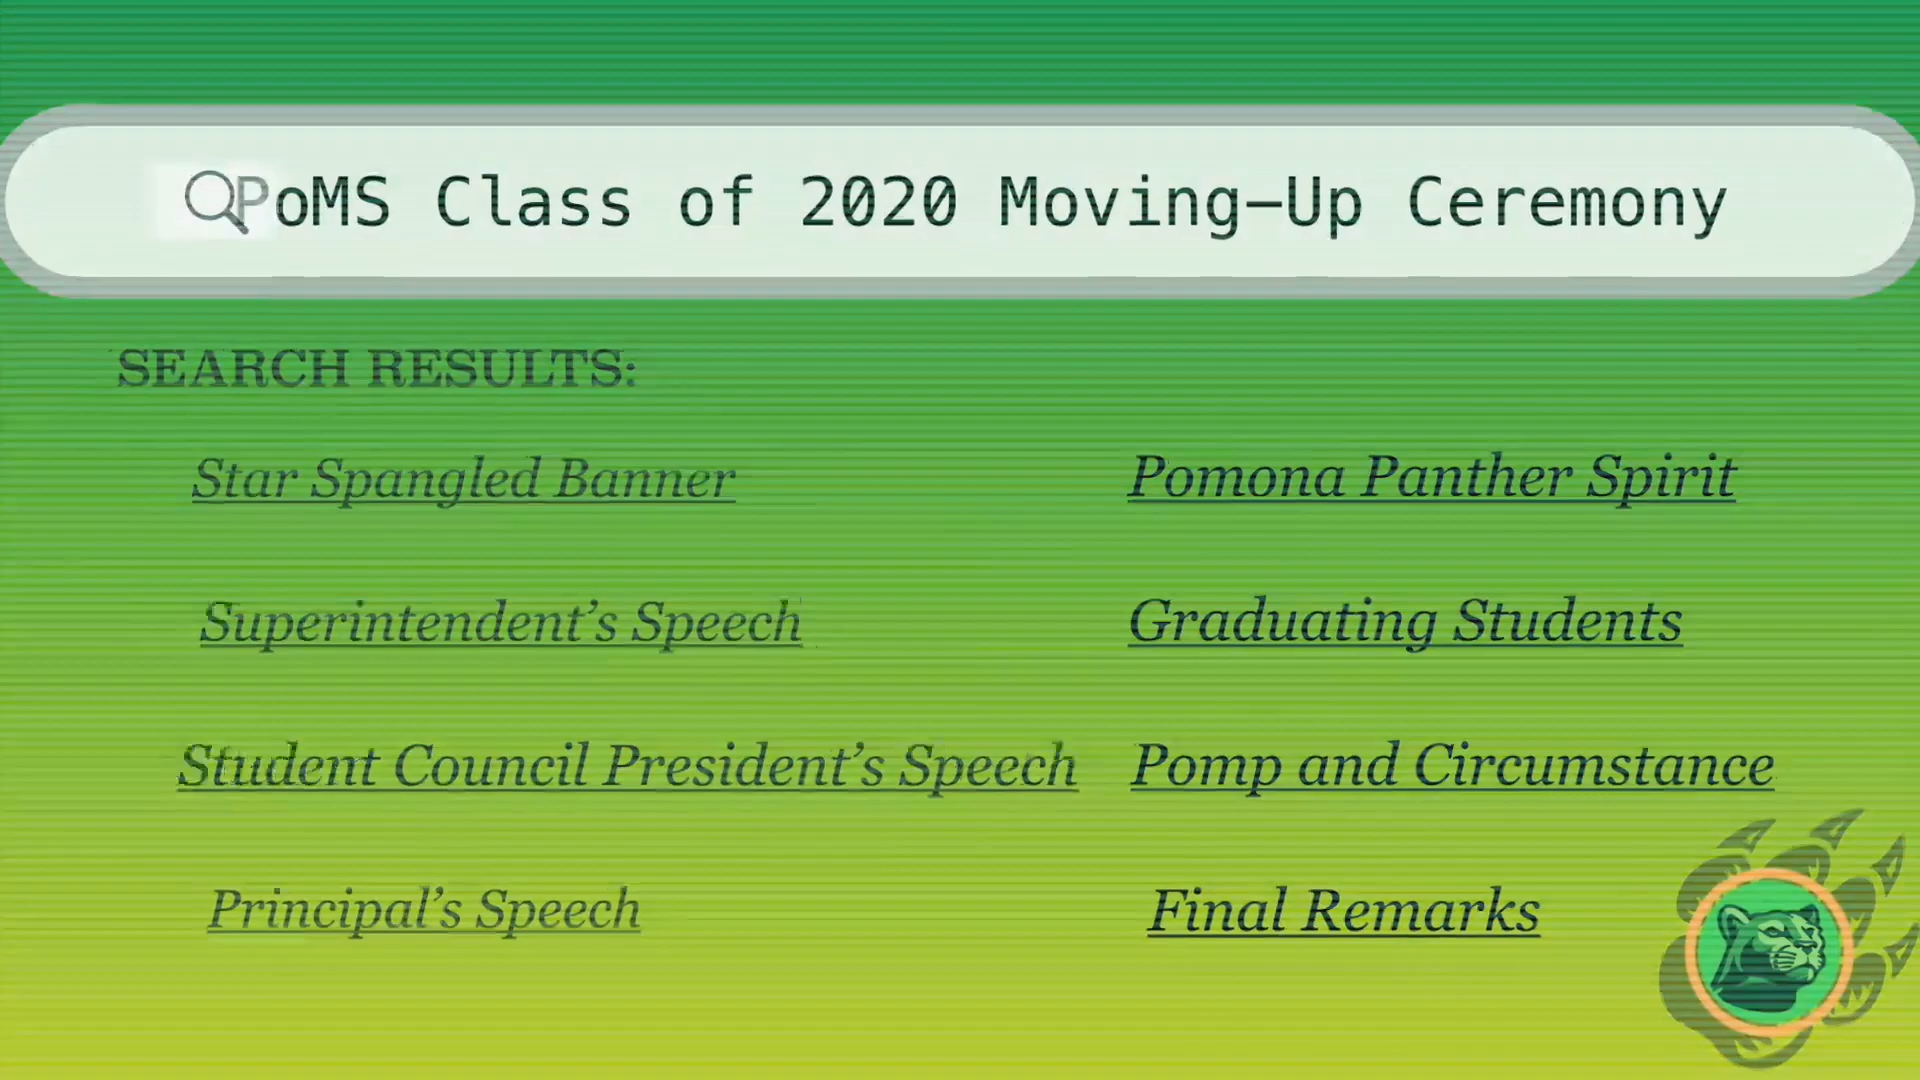 PoMS Class of 2020 Moving-Up Ceremony
SEARCH RESULTS:
Star Spangled Banner
Superintendent's Speech
Student Council President's Speech
Principal's Speech
Pomona Panther Spirit
Graduating Students
Pomp and Circumstance
Final Remarks